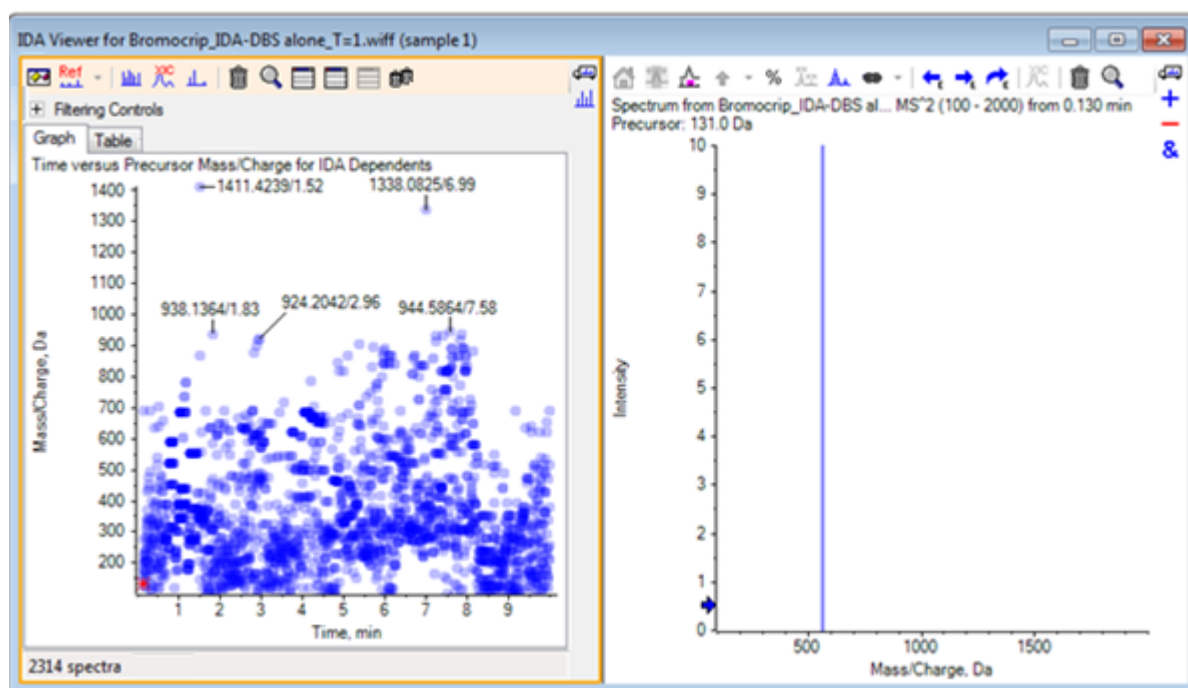 IDA Viewer for Bromocrip_IDA-DBS alone_T=1.wiff (sample 1)
Ref
XIC
+ Filtering Controls
Graph Table
Time versus Precursor Mass/Charge for IDA Dependents
1400
1300
1200
1100
1000
900
800
700
600
500
400
300
200
Mass/Charge, Da
1411.4239/1.52
1338.0825/6.99
938.1364/1.83
924.2042/2.96
944.5864/7.58
1 2 3 4 5 6 7 8 9
Time, min
2314 spectra
%
XIC
Spectrum from Bromocrip_IDA-DBS al... MS^2 (100 - 2000) from 0.130 min
Precursor: 131.0 Da
+
−
&
10
9
8
7
6
5
4
3
2
1
0
Intensity
500 1000 1500
Mass/Charge, Da